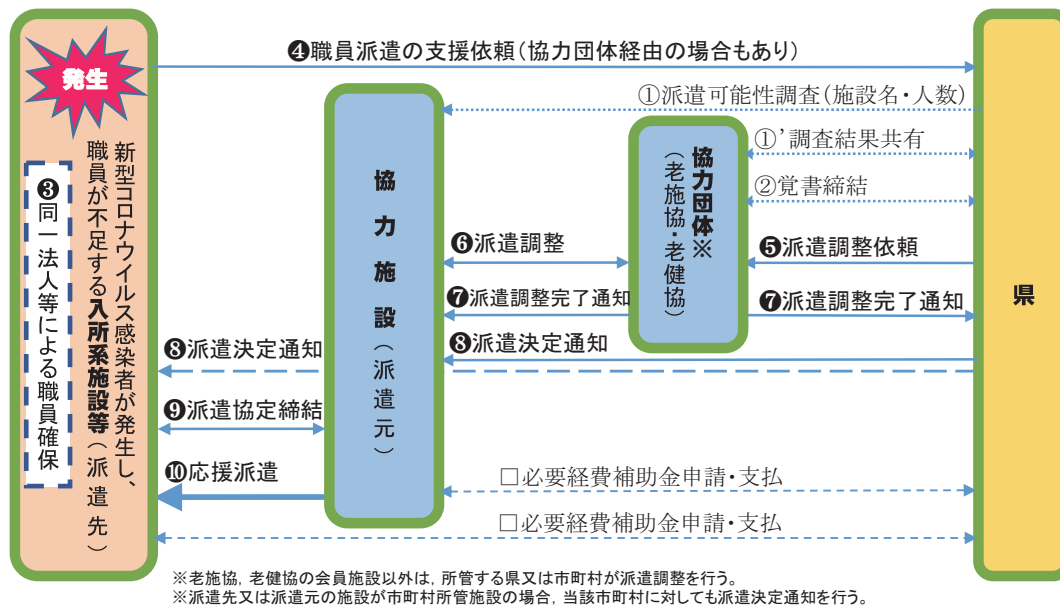 発生
新型コロナウイルス感染者が発生し、
職員が不足する入所系施設等（派遣先）
❸同一法人等による職員確保
❹職員派遣の支援依頼(協力団体経由の場合もあり)
①派遣可能性調査(施設名・人数)
①’調査結果共有
②覚書締結
協力施設（派遣元）
協力団体※
（老施協・老健協）
県
❺派遣調整依頼
❻派遣調整
❼派遣調整完了通知
❼派遣調整完了通知
❽派遣決定通知
❽派遣決定通知
❾派遣協定締結
❿応援派遣
□必要経費補助金申請・支払
□必要経費補助金申請・支払
※老施協, 老健協の会員施設以外は, 所管する県又は市町村が派遣調整を行う。
※派遣先又は派遣元の施設が市町村所管施設の場合, 当該市町村に対しても派遣決定通知を行う。